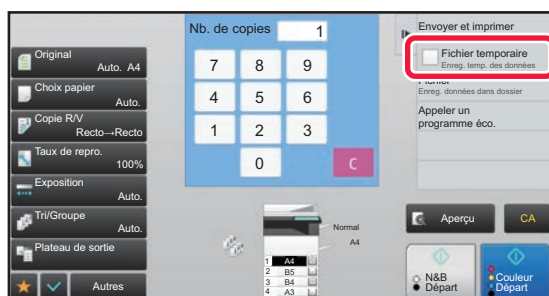 Nb. de copies
1
Envoyer et imprimer
Original
Auto. A4
Fichier temporaire
Enreg. temp. des données
7 8 9
Choix papier
Auto.
Fichier
Enreg. données dans dossier
4 5 6
Copie R/V
Recto→Recto
Appeler un
programme éco.
1 2 3
Taux de repro.
100%
0 C
Exposition
Auto.
Tri/Groupe
Auto.
Normal
A4
Aperçu
CA
Plateau de sortie
1 A4
2 B5
3 B4
4 A3
N&B
Départ
Couleur
Départ
Autres